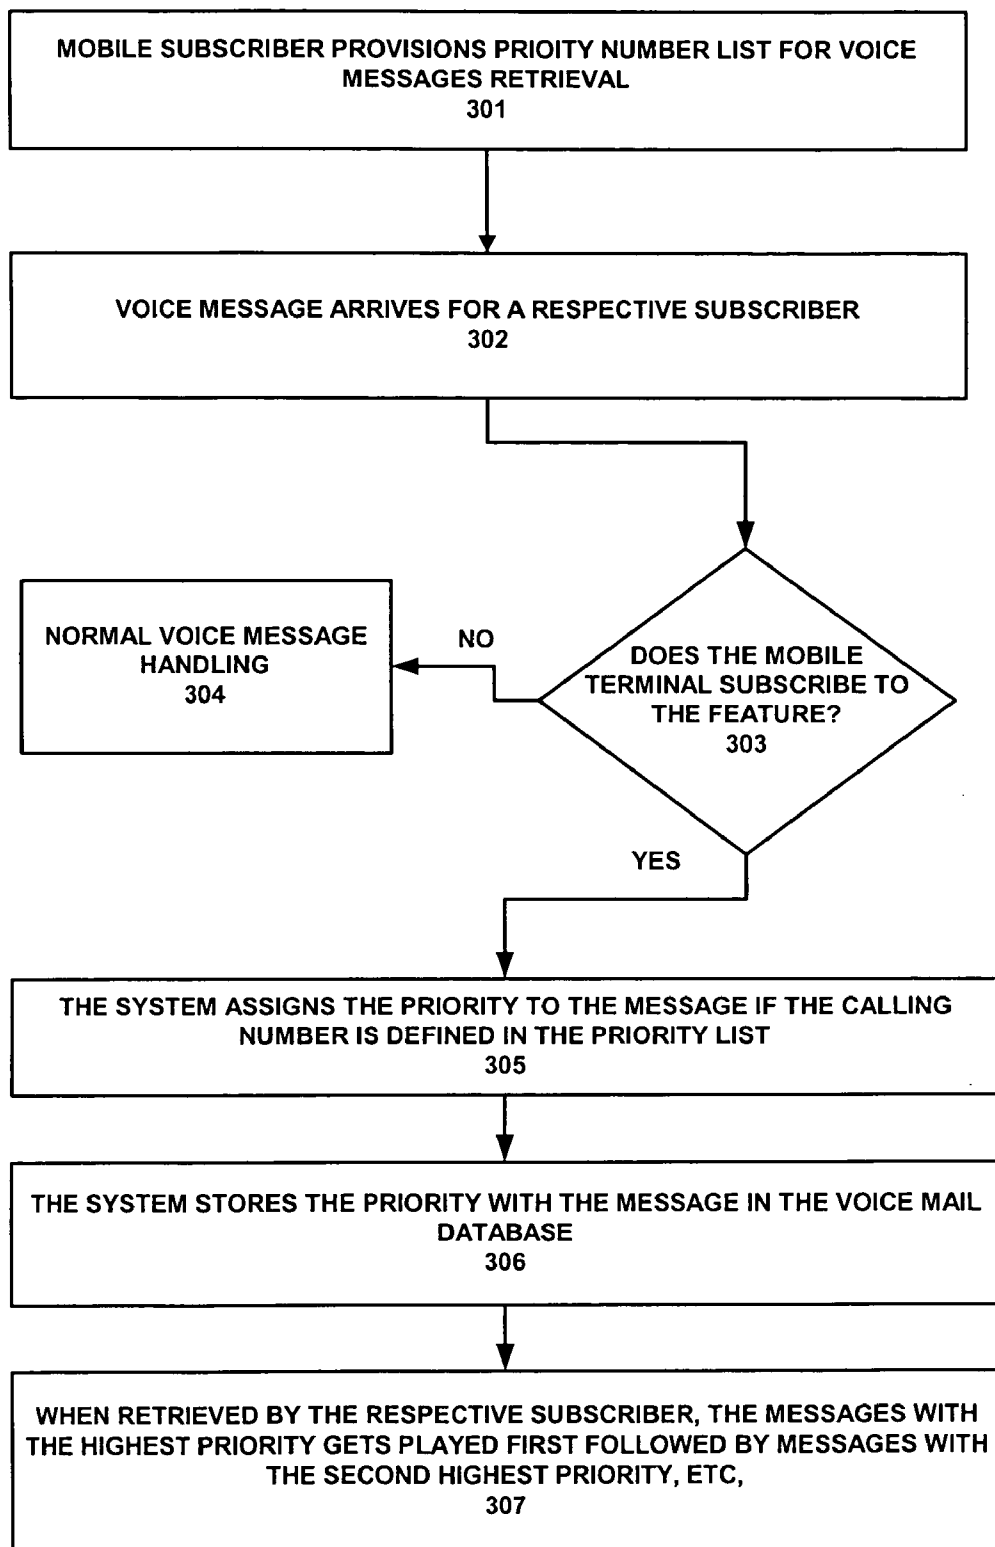 MOBILE SUBSCRIBER PROVISIONS PRIOITY NUMBER LIST FOR VOICE
MESSAGES RETRIEVAL
301
VOICE MESSAGE ARRIVES FOR A RESPECTIVE SUBSCRIBER
302
DOES THE MOBILE
TERMINAL SUBSCRIBE TO
THE FEATURE?
303
NO
NORMAL VOICE MESSAGE
HANDLING
304
YES
THE SYSTEM ASSIGNS THE PRIORITY TO THE MESSAGE IF THE CALLING
NUMBER IS DEFINED IN THE PRIORITY LIST
305
THE SYSTEM STORES THE PRIORITY WITH THE MESSAGE IN THE VOICE MAIL
DATABASE
306
WHEN RETRIEVED BY THE RESPECTIVE SUBSCRIBER, THE MESSAGES WITH
THE HIGHEST PRIORITY GETS PLAYED FIRST FOLLOWED BY MESSAGES WITH
THE SECOND HIGHEST PRIORITY, ETC,
307